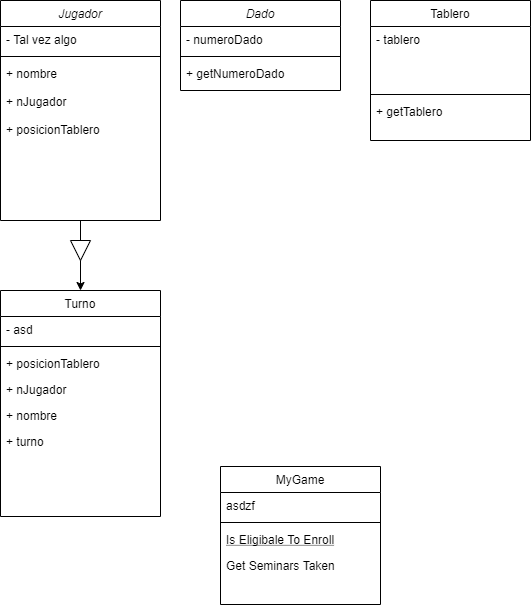 Jugador
- Tal vez algo
+ nombre
+ nJugador
+ posicionTablero
Dado
- numeroDado
+ getNumeroDado
Tablero
- tablero
+ getTablero
Turno
- asd
+ posicionTablero
+ nJugador
+ nombre
+ turno
MyGame
asdzf
Is Eligibale To Enroll
Get Seminars Taken